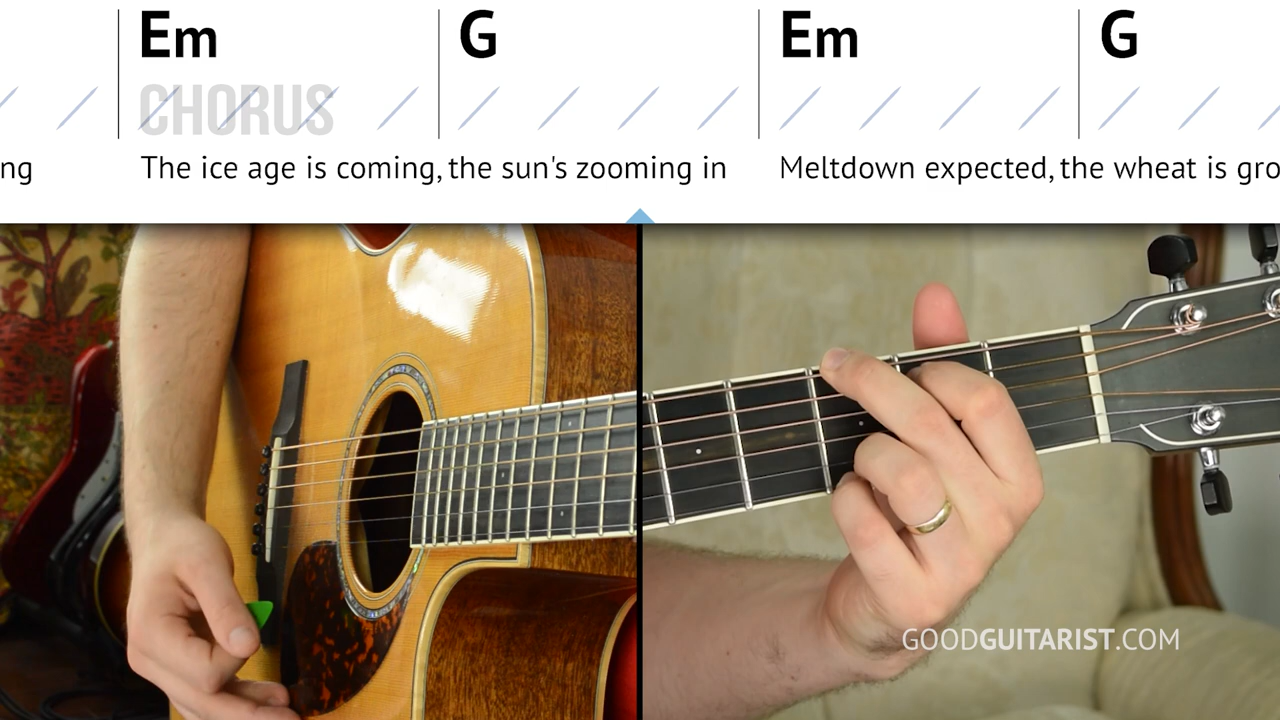 Em G Em G
CHORUS
ng The ice age is coming, the sun's zooming in Meltdown expected, the wheat is gro
GOODGUITARIST.COM